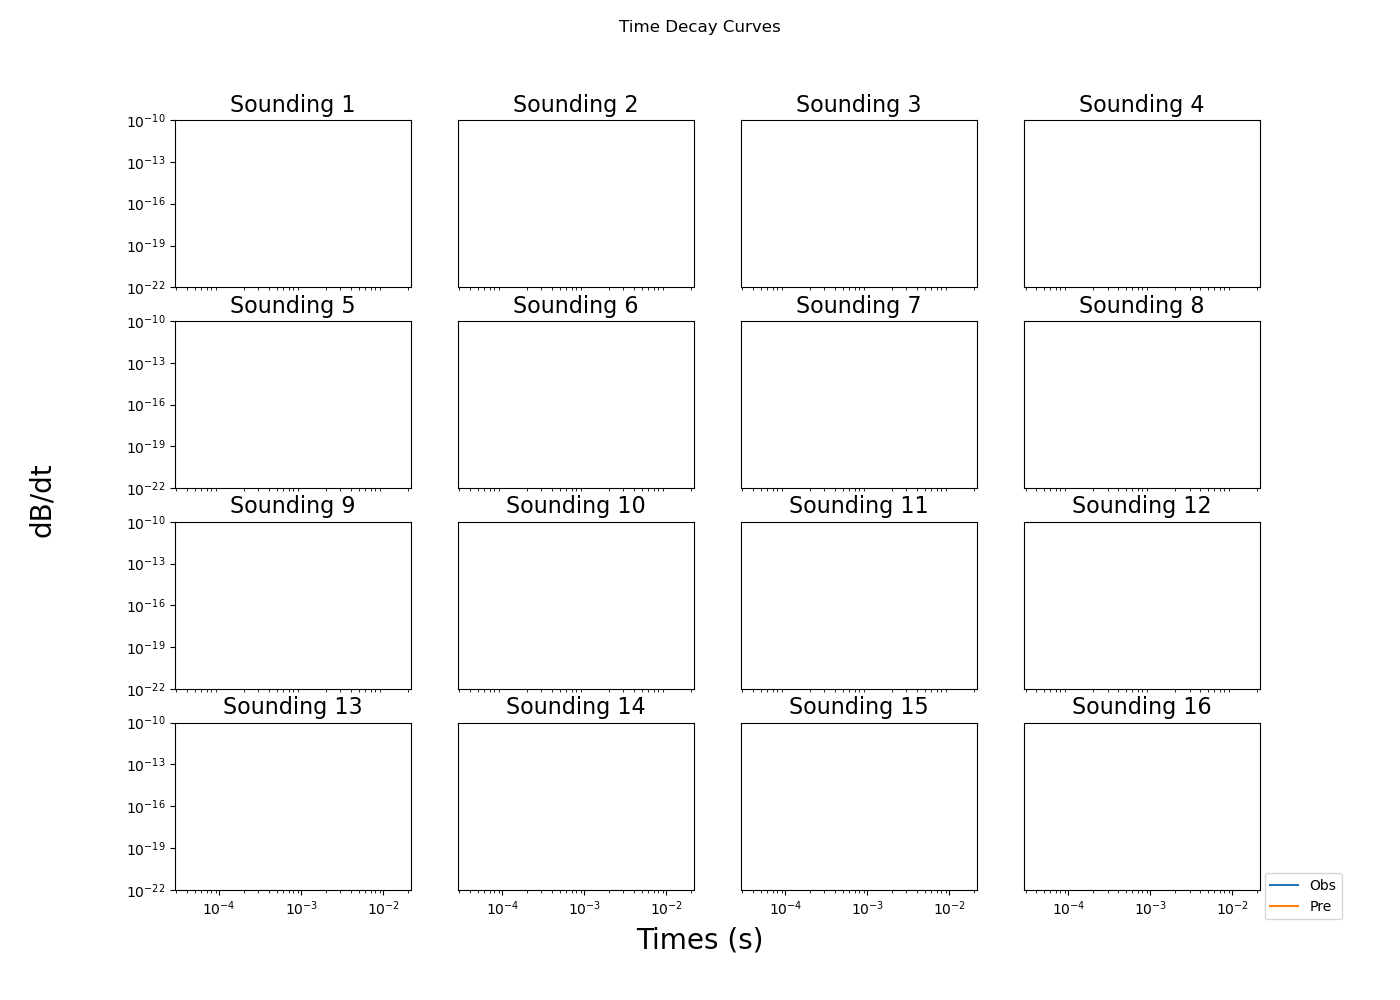 Time Decay Curves
Sounding 1 Sounding 2 Sounding 3 Sounding 4
10⁻¹⁰
10⁻¹³
10⁻¹⁶
10⁻¹⁹
10⁻²²
Sounding 5 Sounding 6 Sounding 7 Sounding 8
10⁻¹⁰
10⁻¹³
10⁻¹⁶
10⁻¹⁹
10⁻²²
dB/dt
Sounding 9 Sounding 10 Sounding 11 Sounding 12
10⁻¹⁰
10⁻¹³
10⁻¹⁶
10⁻¹⁹
10⁻²²
Sounding 13 Sounding 14 Sounding 15 Sounding 16
10⁻¹⁰
10⁻¹³
10⁻¹⁶
10⁻¹⁹
10⁻²²
10⁻⁴ 10⁻³ 10⁻² 10⁻⁴ 10⁻³ 10⁻² 10⁻⁴ 10⁻³ 10⁻² 10⁻⁴ 10⁻³ 10⁻²
Obs
Pre
Times (s)